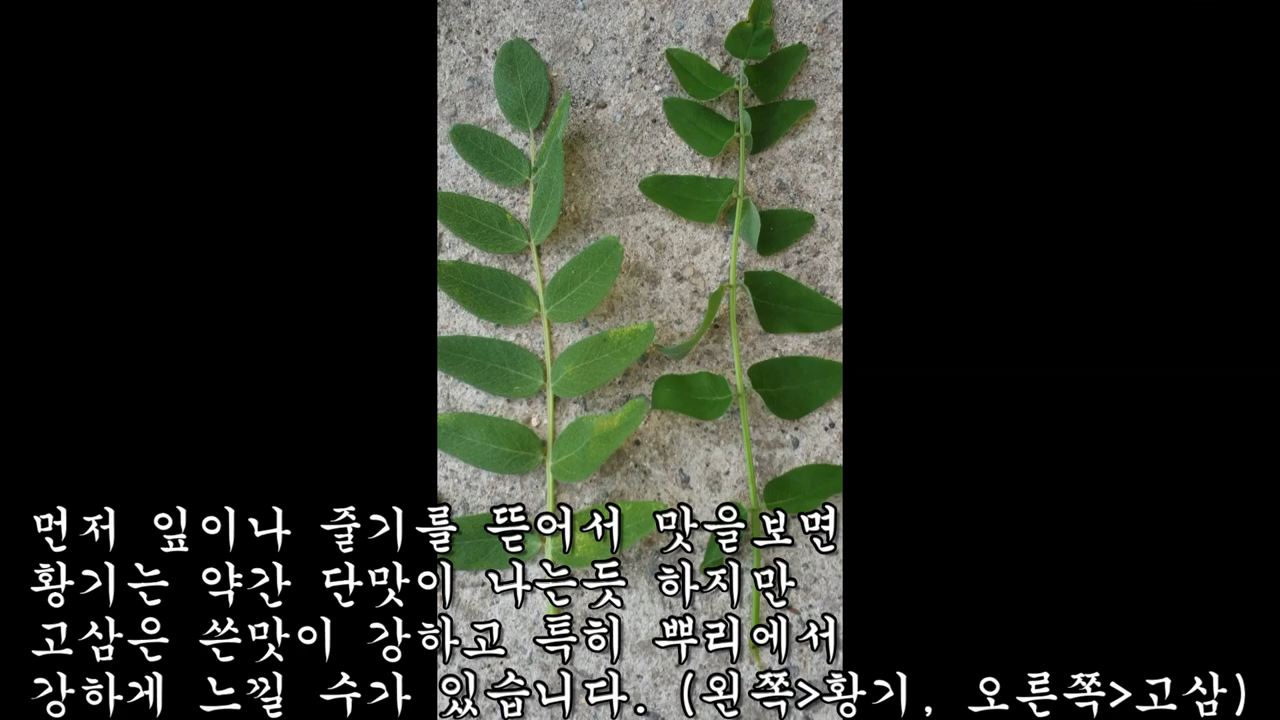 먼저 잎이나 줄기를 뜯어서 맛을보면
황기는 약간 단맛이 나는듯 하지만
고삼은 쓴맛이 강하고 특히 뿌리에서
강하게 느낄 수가 있습니다. (왼쪽>황기, 오른쪽>고삼)